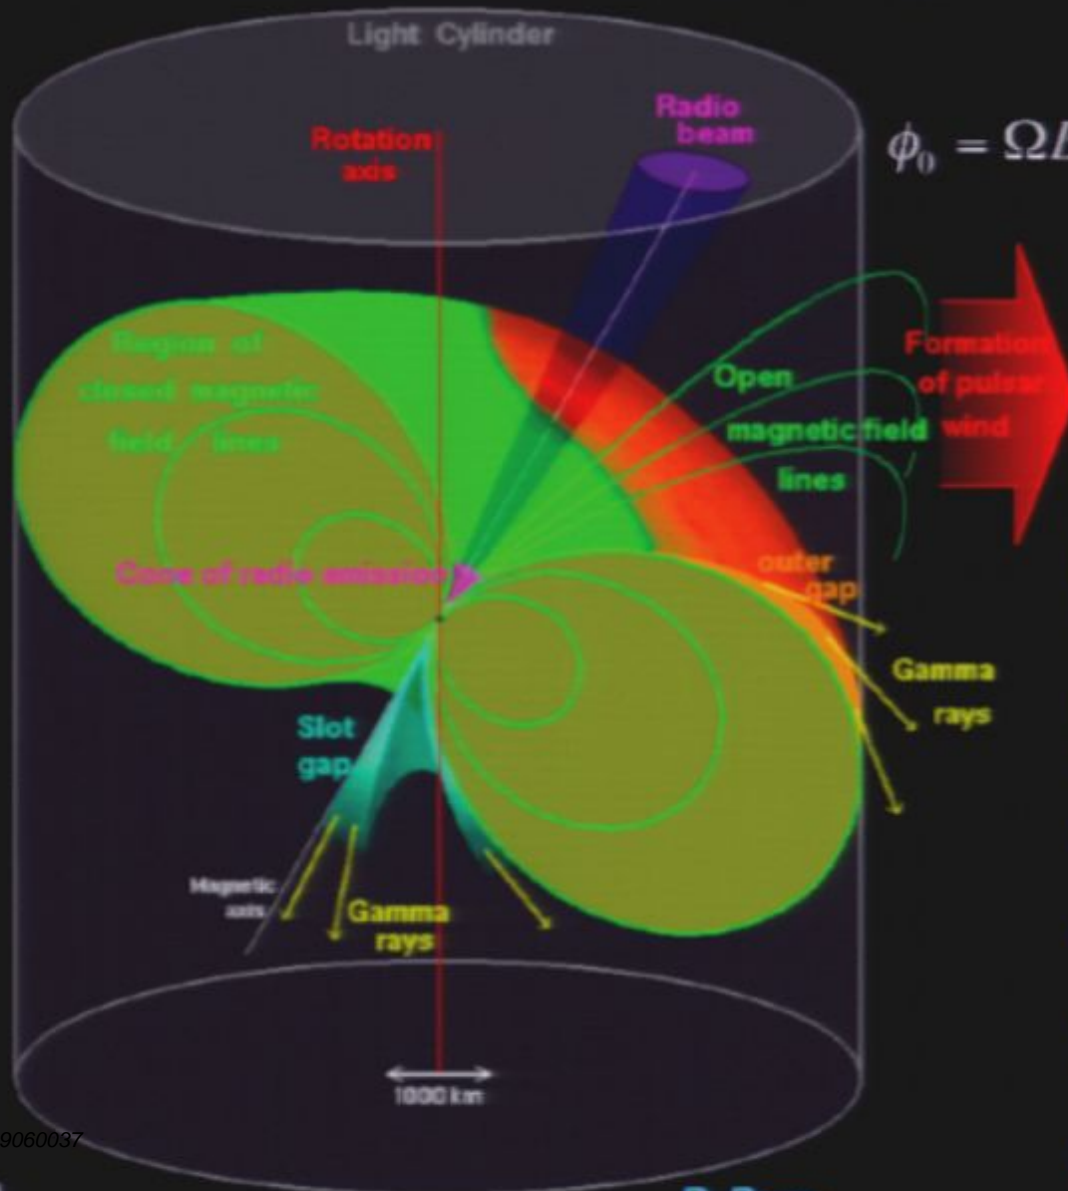 Light Cylinder
Radio
beam
Rotation
axis
ϕ₀ = Ω
Region of
closed magnetic
field lines
Open
magnetic field
lines
Formation
of pulsar
wind
Cone of radio emission
outer
gap
Gamma
rays
Slot
gap
Magnetic
axis
Gamma
rays
1000 km
9060037